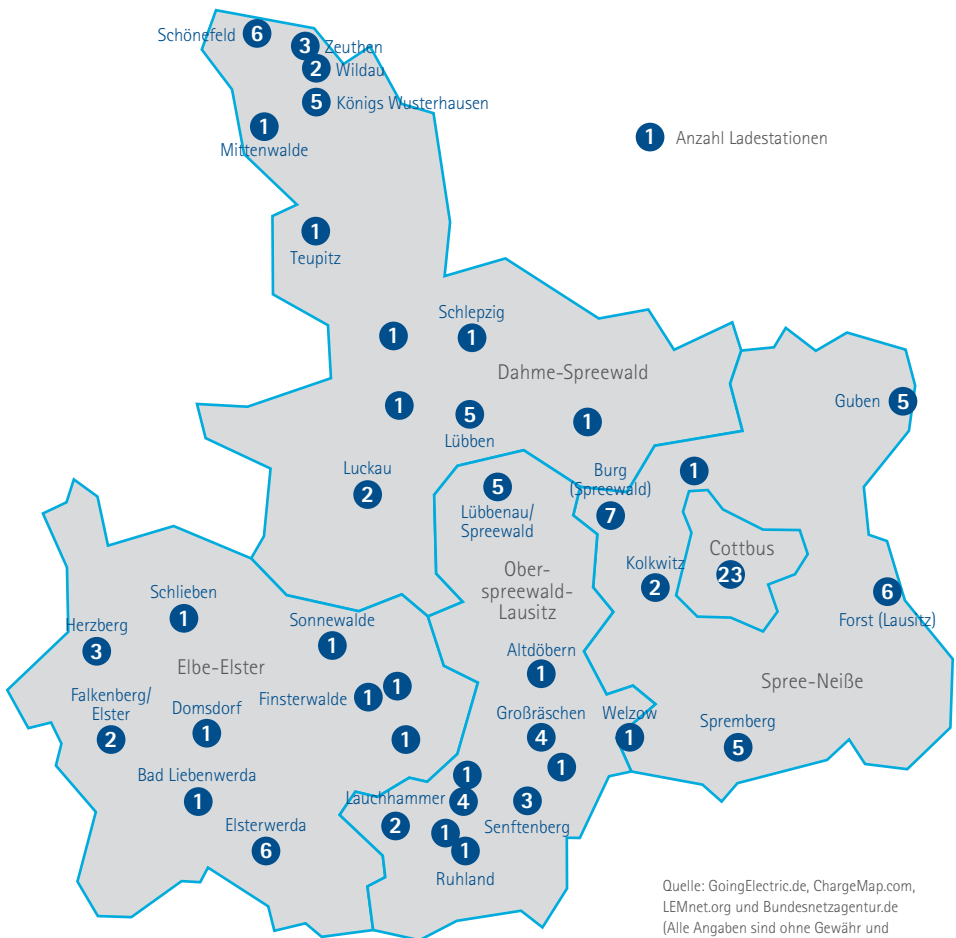 Schönefeld 6
3 Zeuthen
2 Wildau
5 Königs Wusterhausen
1
Mittenwalde
1 Anzahl Ladestationen
1
Teupitz
1
Schlepzig
1
Dahme-Spreewald
1
5
Lübben
1
Guben 5
Luckau
2
5
Lübbenau/
Spreewald
Burg
(Spreewald)
7
1
Cottbus
23
Kolkwitz
2
6
Forst (Lausitz)
Ober-
spreewald-
Lausitz
Schlieben
1
Herzberg
3
Sonnewalde
1
Elbe-Elster
Altdöbern
1
Spree-Neiße
Finsterwalde 1
1
Falkenberg/
Elster
2
Domsdorf
1
1
Großräschen
4
Welzow
1
Spremberg
5
Bad Liebenwerda
1
1
1
Lauchhammer 4
2
3
Senftenberg
Elsterwerda
6
1
1
Ruhland
Quelle: GoingElectric.de, ChargeMap.com,
LEMnet.org und Bundesnetzagentur.de
(Alle Angaben sind ohne Gewähr und